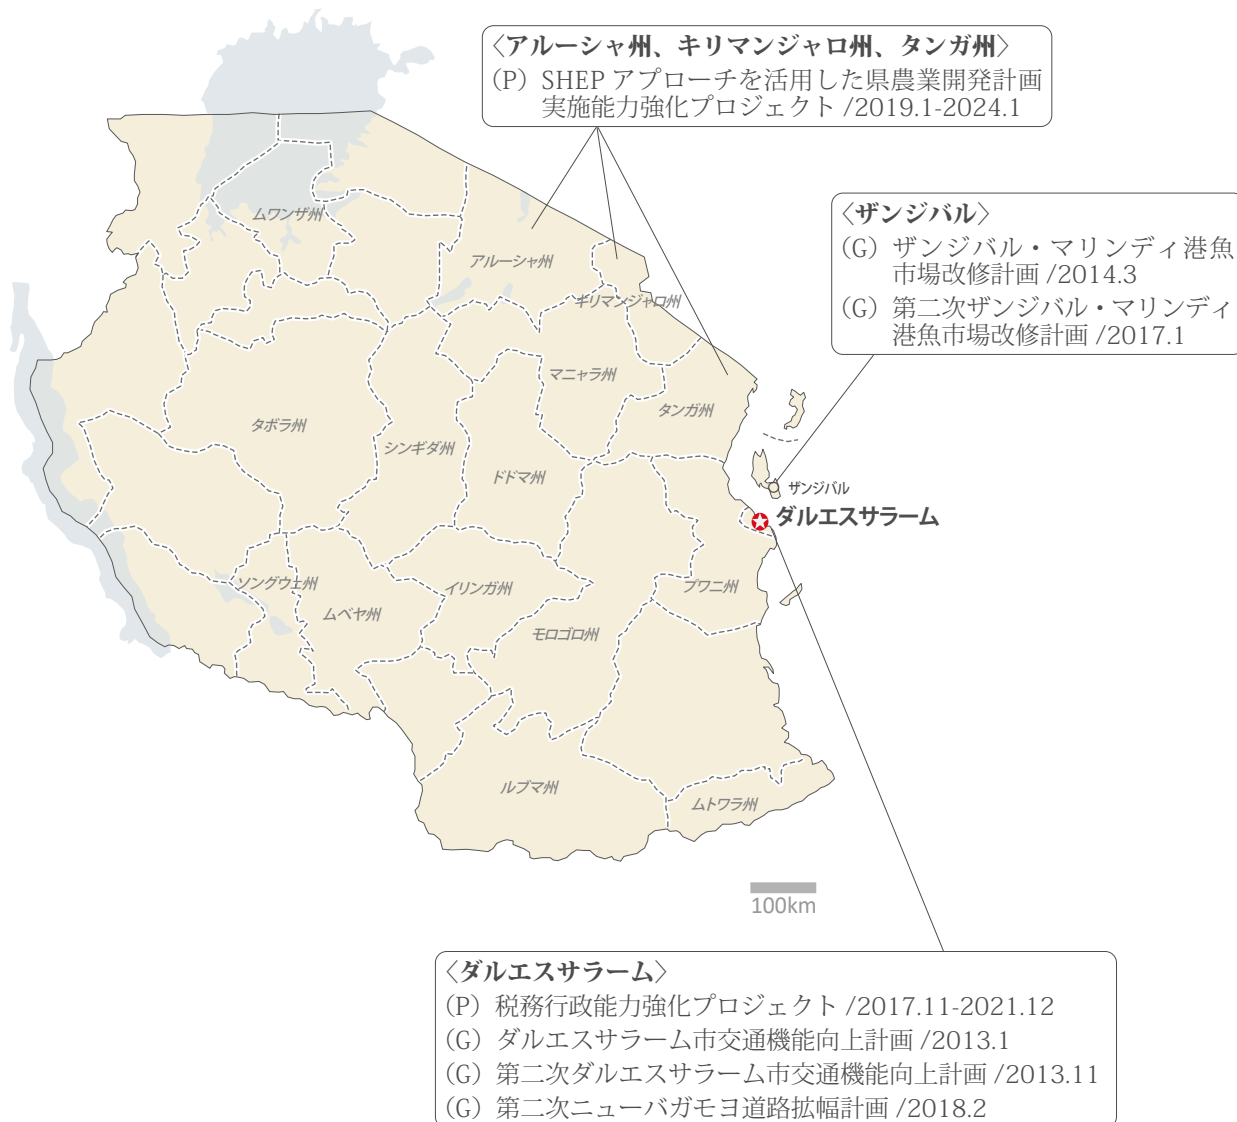 〈アルーシャ州、キリマンジャロ州、タンガ州〉
(P) SHEP アプローチを活用した県農業開発計画
実施能力強化プロジェクト /2019.1-2024.1
〈ザンジバル〉
(G) ザンジバル・マリンディ港魚
市場改修計画 /2014.3
(G) 第二次ザンジバル・マリンディ
港魚市場改修計画 /2017.1
ムワンザ州
アルーシャ州
キリマンジャロ州
マニャラ州
タンガ州
タボラ州
シンギダ州
ドドマ州
ザンジバル
ダルエスサラーム
ソングウェ州
ムベヤ州
イリンガ州
プワニ州
モロゴロ州
ルブマ州
ムトワラ州
100km
〈ダルエスサラーム〉
(P) 税務行政能力強化プロジェクト /2017.11-2021.12
(G) ダルエスサラーム市交通機能向上計画 /2013.1
(G) 第二次ダルエスサラーム市交通機能向上計画 /2013.11
(G) 第二次ニューバガモヨ道路拡幅計画 /2018.2